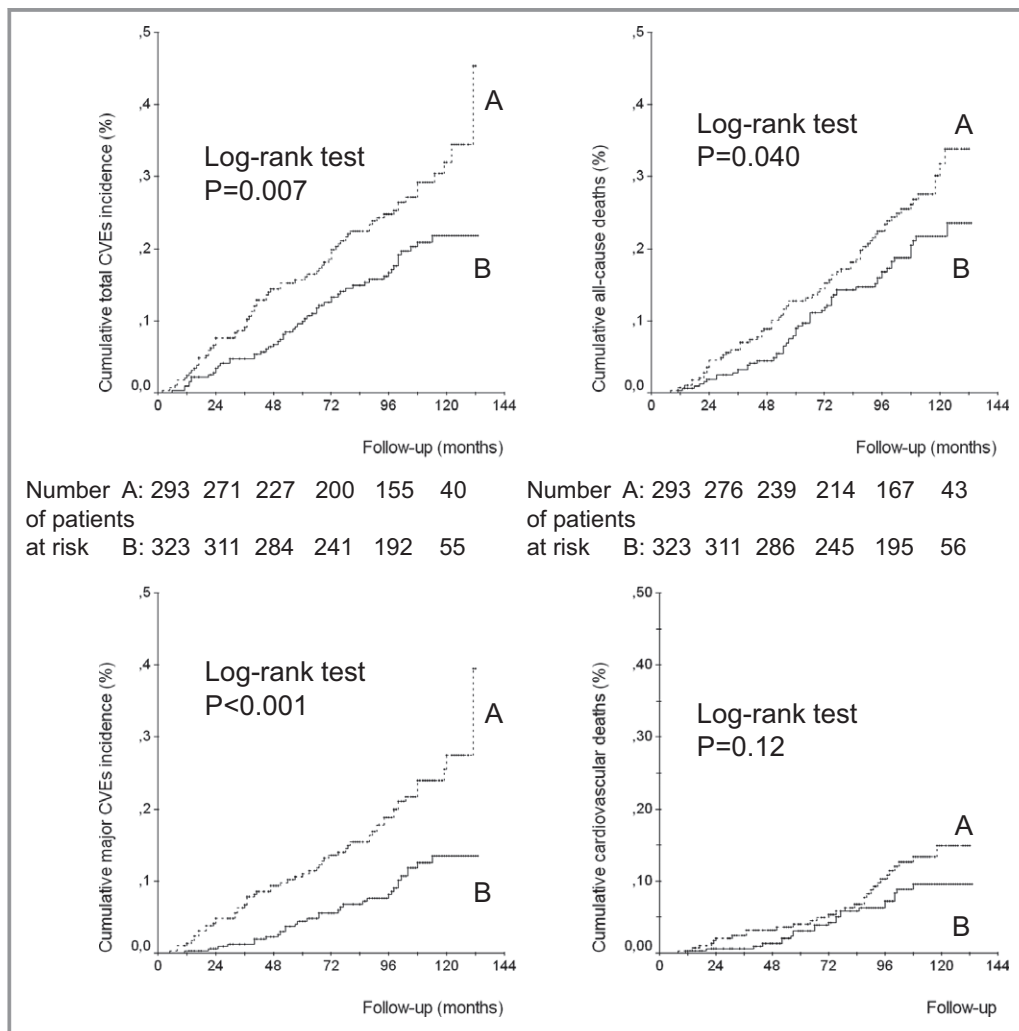 ,5
,4
,3
,2
,1
0,0
Cumulative total CVEs incidence (%)
Log-rank test
P=0.007
A
B
0 24 48 72 96 120 144
Follow-up (months)
,5
,4
,3
,2
,1
0,0
Cumulative all-cause deaths (%)
Log-rank test
P=0.040
A
B
0 24 48 72 96 120 144
Follow-up (months)
Number A: 293 271 227 200 155 40
of patients
at risk B: 323 311 284 241 192 55
Number A: 293 276 239 214 167 43
of patients
at risk B: 323 311 286 245 195 56
,5
,4
,3
,2
,1
0,0
Cumulative major CVEs incidence (%)
Log-rank test
P<0.001
A
B
0 24 48 72 96 120 144
Follow-up (months)
,50
,40
,30
,20
,10
0,00
Cumulative cardiovascular deaths (%)
Log-rank test
P=0.12
A
B
0 24 48 72 96 120 144
Follow-up